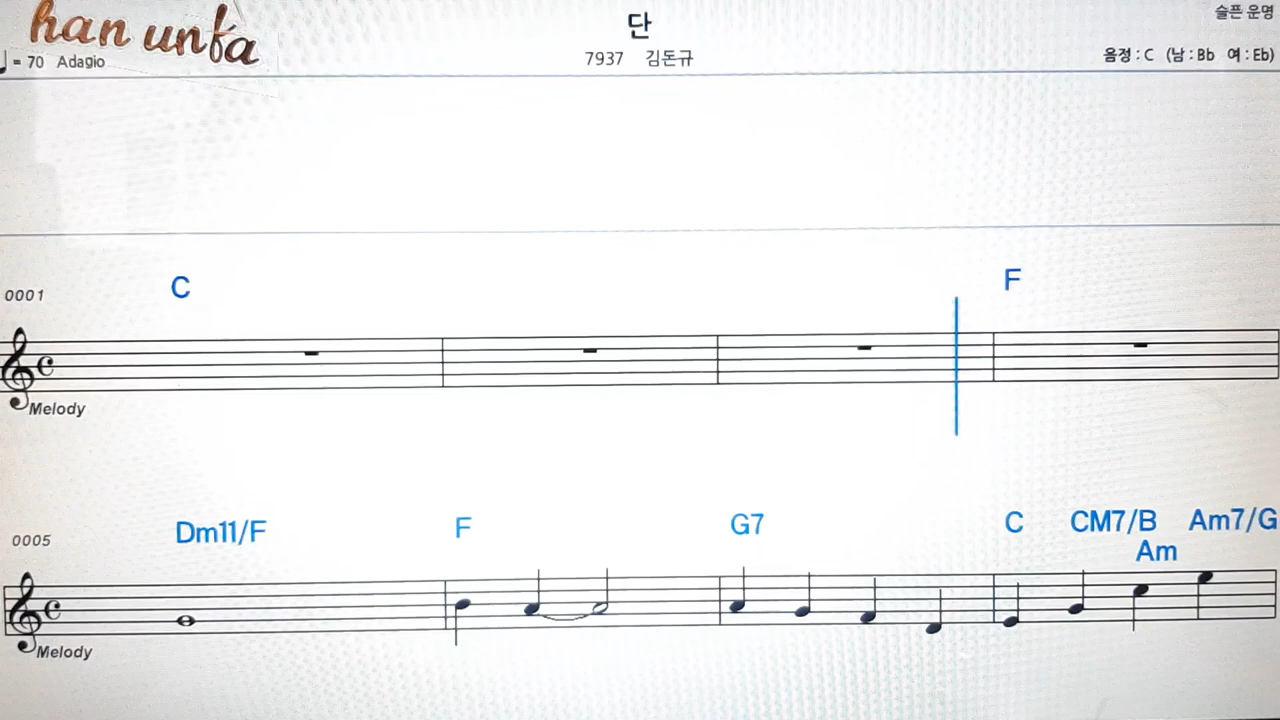 han unfa
단
슬픈 운명
♩ = 70 Adagio
7937 김돈규
음정 : C (남 : Bb 여 : Eb)
C F
0001
Melody
Dm11/F F G7 C CM7/B Am7/G
Am
0005
Melody